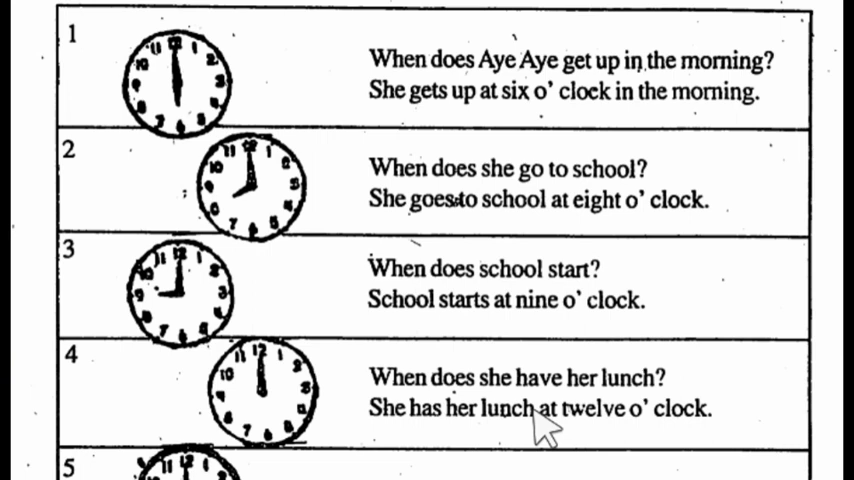 1
When does Aye Aye get up in the morning?
She gets up at six o' clock in the morning.
2
When does she go to school?
She goes to school at eight o' clock.
3
When does school start?
School starts at nine o' clock.
4
When does she have her lunch?
She has her lunch at twelve o' clock.
5